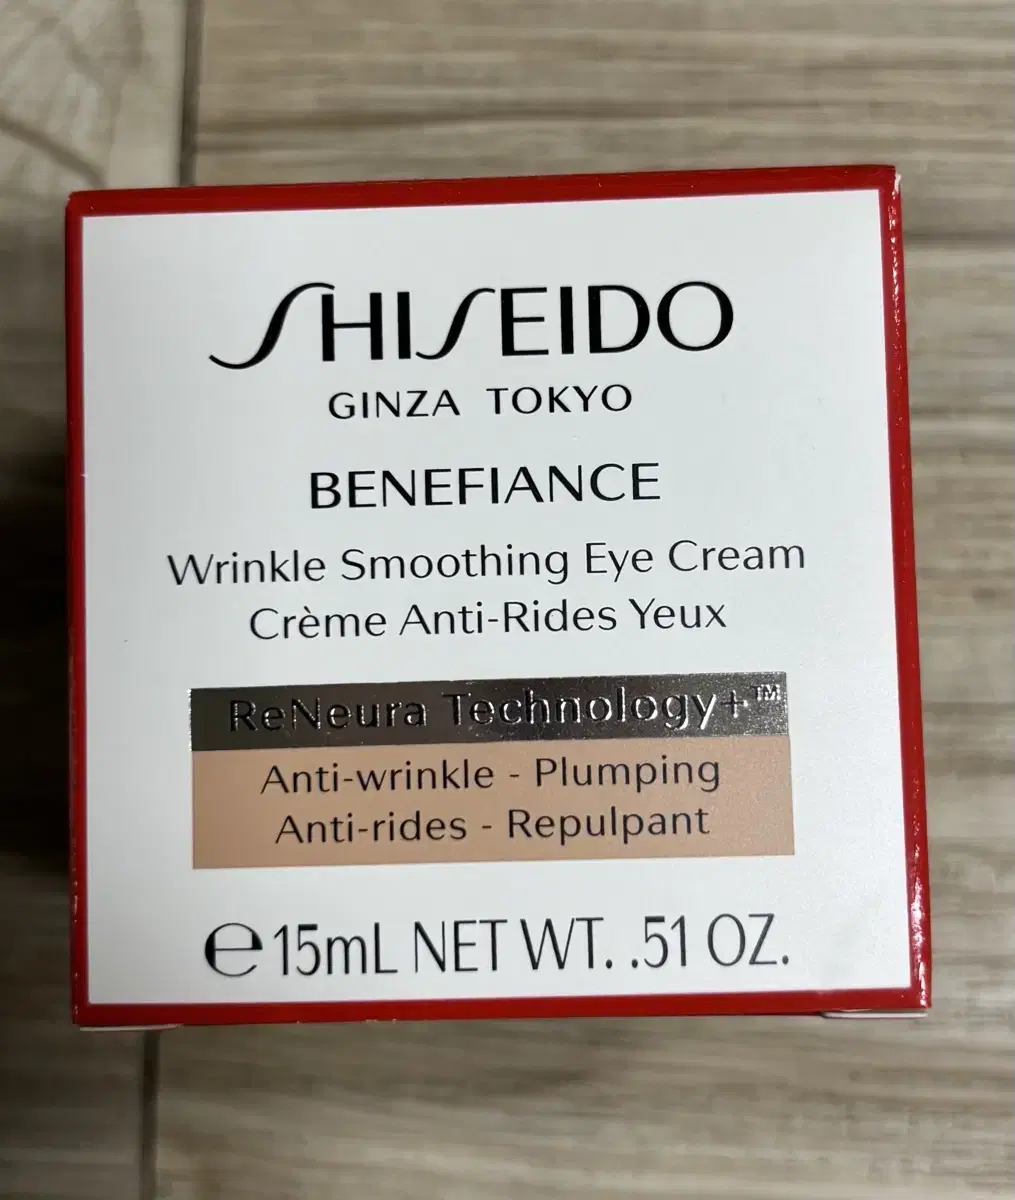 SHISEIDO
GINZA TOKYO
BENEFIANCE
Wrinkle Smoothing Eye Cream
Crème Anti-Rides Yeux
ReNeura Technology+™
Anti-wrinkle - Plumping
Anti-rides - Repulpant
℮ 15mL NET WT. .51 OZ.